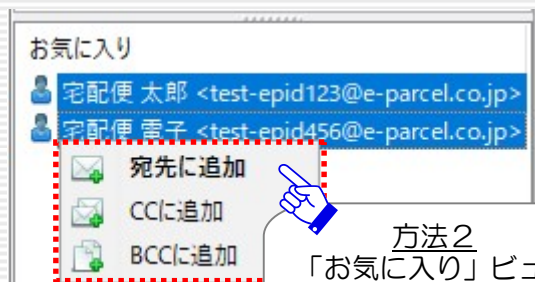 お気に入り
宅配便 太郎 <test-epid123@e-parcel.co.jp>
宅配便 電子 <test-epid456@e-parcel.co.jp>
宛先に追加
CCに追加
BCCに追加
方法２
「お気に入り」ビュ